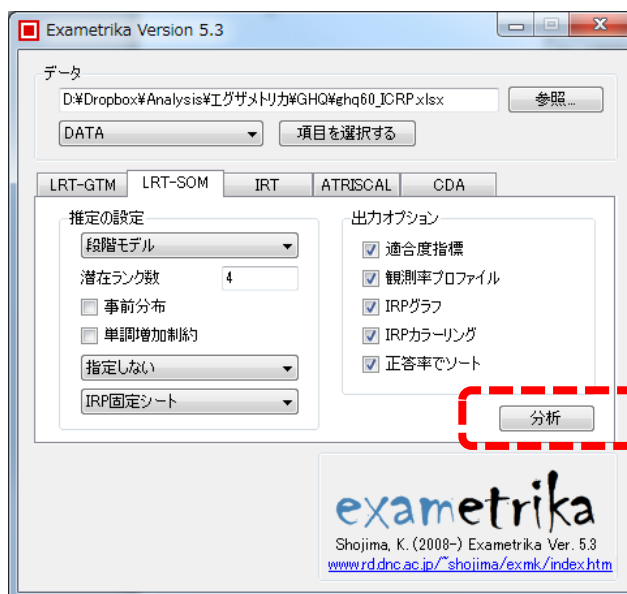 Exametrika Version 5.3
データ
D:¥Dropbox¥Analysis¥エグザメトリカ¥GHQ¥ghq60_ICRP.xlsx
参照...
DATA
項目を選択する
LRT-GTM LRT-SOM IRT ATRISCAL CDA
推定の設定
段階モデル
潜在ランク数 4
事前分布
単調増加制約
指定しない
IRP固定シート
出力オプション
適合度指標
観測率プロファイル
IRPグラフ
IRPカラーリング
正答率でソート
分析
exametrika
Shojima, K. (2008-) Exametrika Ver. 5.3
www.rd.dnc.ac.jp/~shojima/exmk/index.htm